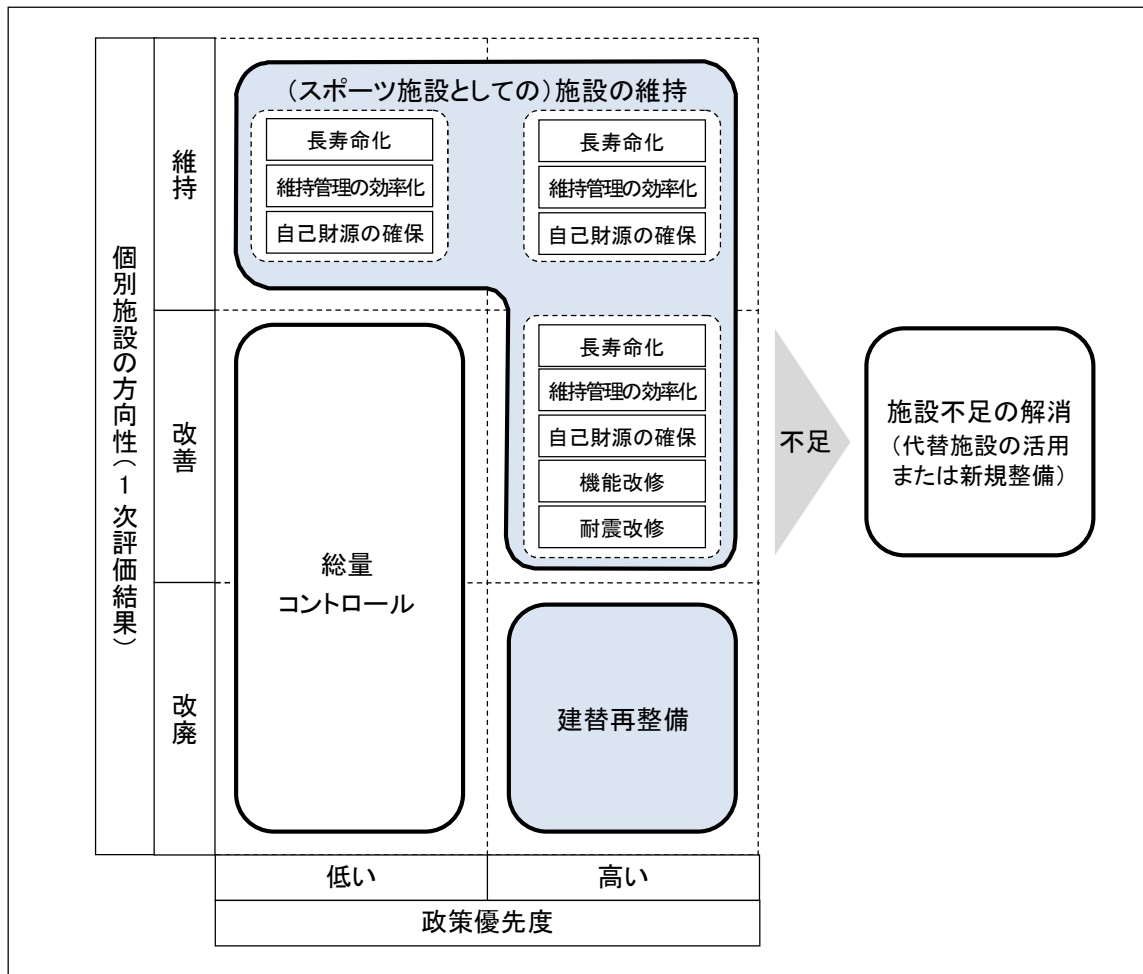 個別施設の方向性(1次評価結果)
維持
(スポーツ施設としての)施設の維持
長寿命化
維持管理の効率化
自己財源の確保
長寿命化
維持管理の効率化
自己財源の確保
改善
長寿命化
維持管理の効率化
自己財源の確保
機能改修
耐震改修
総量
コントロール
改廃
建替再整備
不足
施設不足の解消
(代替施設の活用
または新規整備)
低い
高い
政策優先度